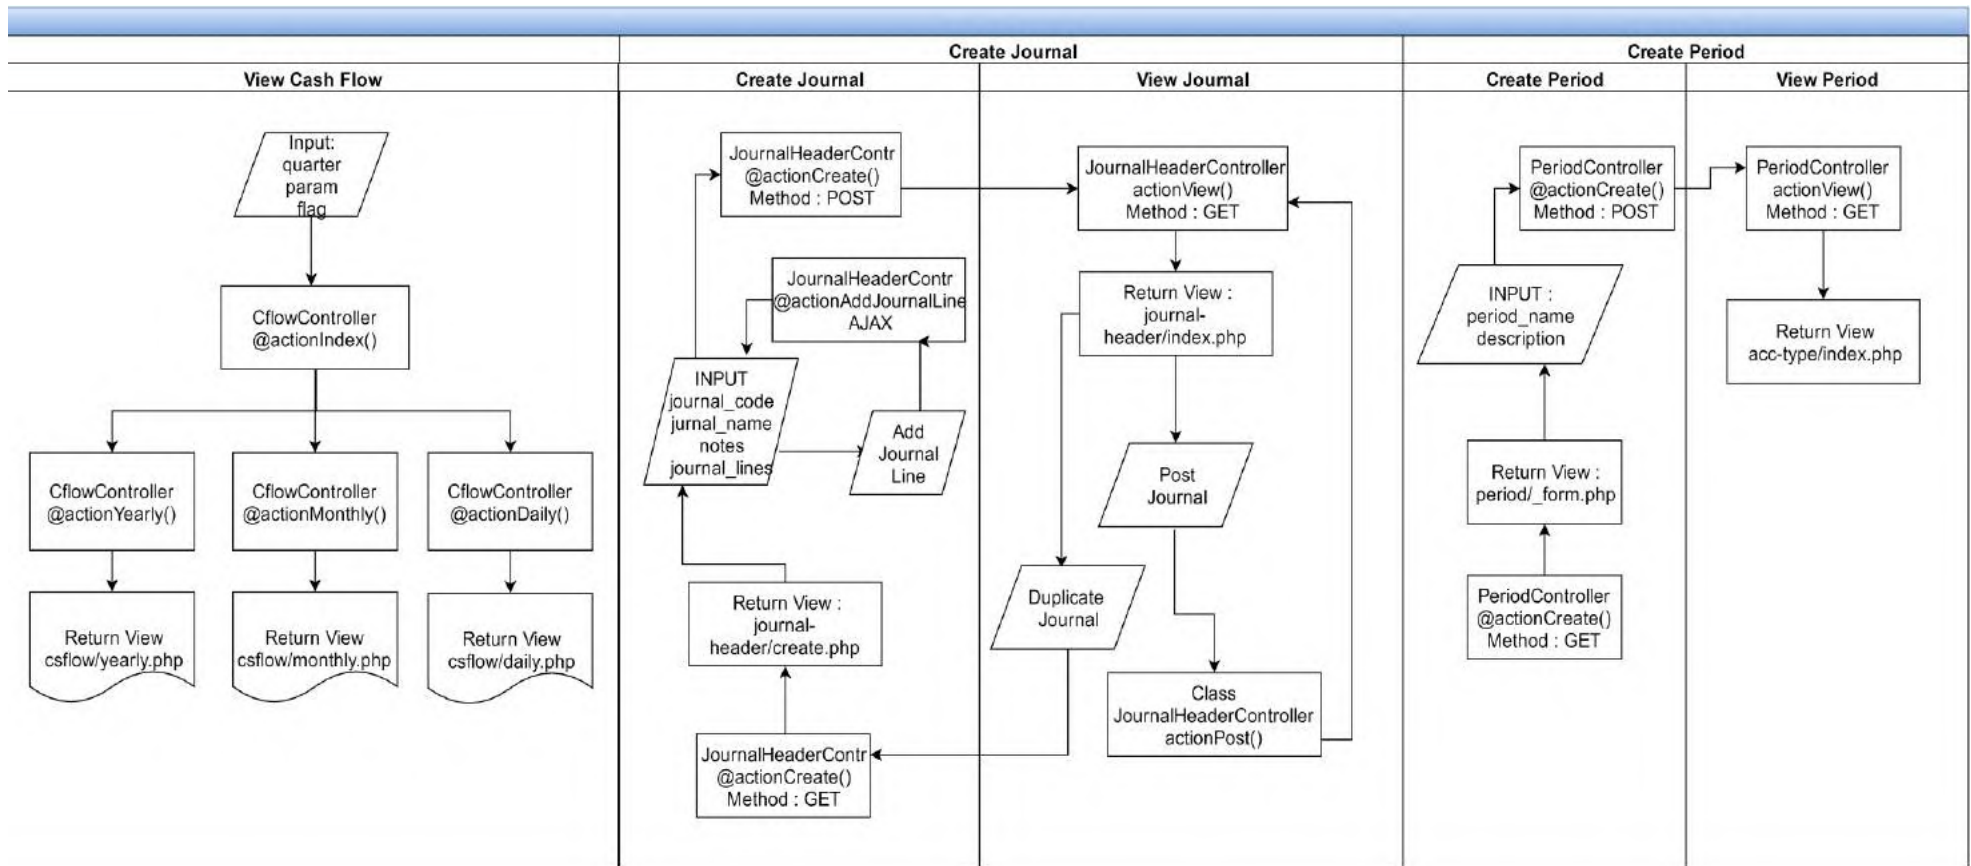 Create Journal
Create Period
View Cash Flow
Create Journal
View Journal
Create Period
View Period
Input:
quarter
param
flag
CflowController
@actionIndex()
CflowController
@actionYearly()
CflowController
@actionMonthly()
CflowController
@actionDaily()
Return View
csflow/yearly.php
Return View
csflow/monthly.php
Return View
csflow/daily.php
JournalHeaderContr
@actionCreate()
Method : POST
JournalHeaderContr
@actionAddJournalLine
AJAX
INPUT
journal_code
jurnal_name
notes
journal_lines
Add
Journal
Line
Return View :
journal-
header/create.php
JournalHeaderContr
@actionCreate()
Method : GET
JournalHeaderController
actionView()
Method : GET
Return View :
journal-
header/index.php
Post
Journal
Duplicate
Journal
Class
JournalHeaderController
actionPost()
PeriodController
@actionCreate()
Method : POST
INPUT :
period_name
description
Return View :
period/_form.php
PeriodController
@actionCreate()
Method : GET
PeriodController
actionView()
Method : GET
Return View
acc-type/index.php